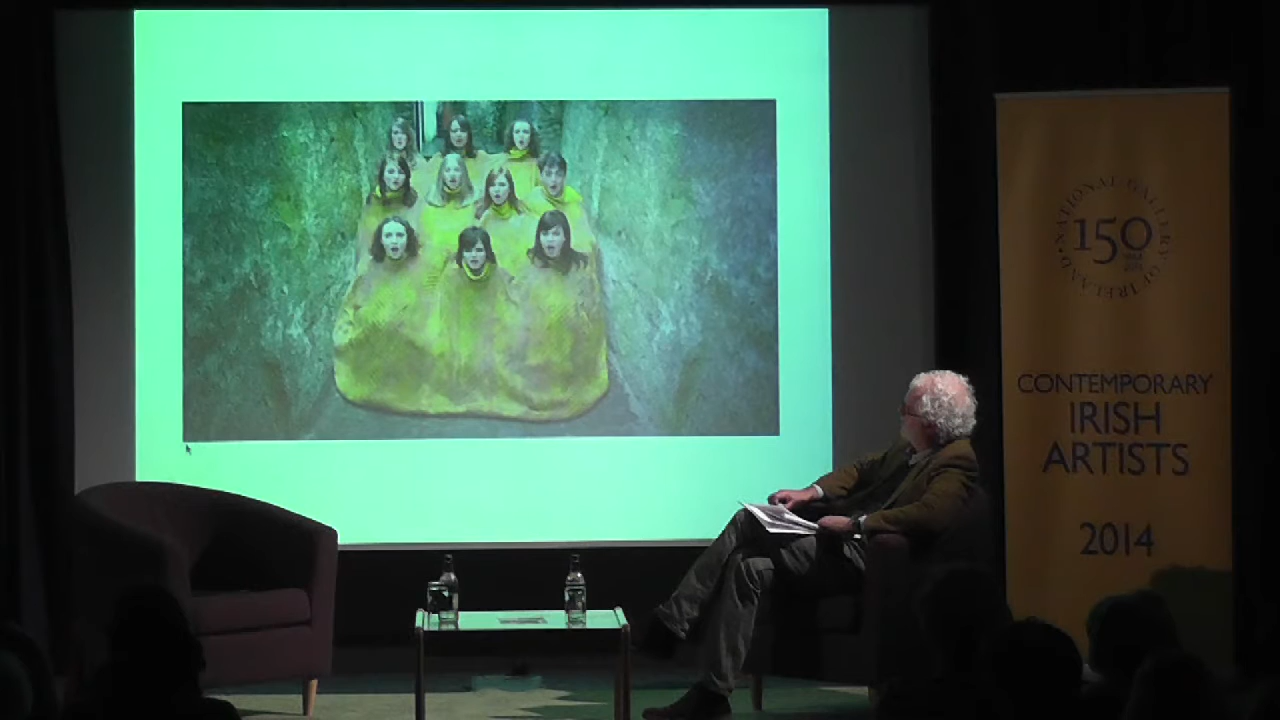 NATIONAL GALLERY OF IRELAND
150
CONTEMPORARY
IRISH
ARTISTS
2014